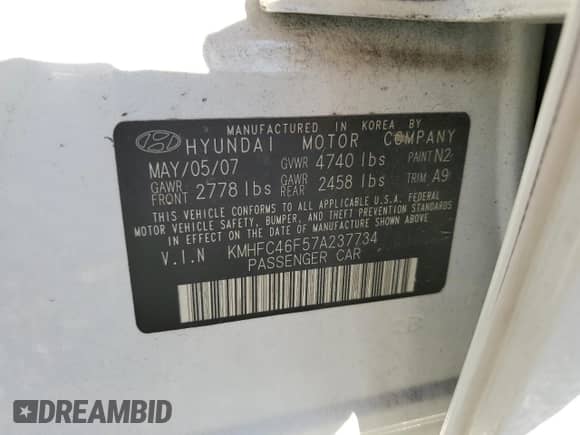 MANUFACTURED IN KOREA BY
HYUNDAI MOTOR COMPANY
MAY/05/07 GVWR 4740 lbs PAINT N2
GAWR FRONT 2778 lbs GAWR REAR 2458 lbs TRIM A9
THIS VEHICLE CONFORMS TO ALL APPLICABLE U.S.A. FEDERAL
MOTOR VEHICLE SAFETY, BUMPER, AND THEFT PREVENTION STANDARDS
IN EFFECT ON THE DATE OF MANUFACTURE SHOWN ABOVE
V.I.N KMHFC46F57A237734
PASSENGER CAR
DREAMBID